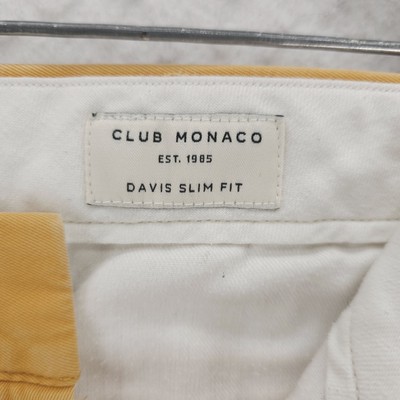 CLUB MONACO
EST. 1985
DAVIS SLIM FIT